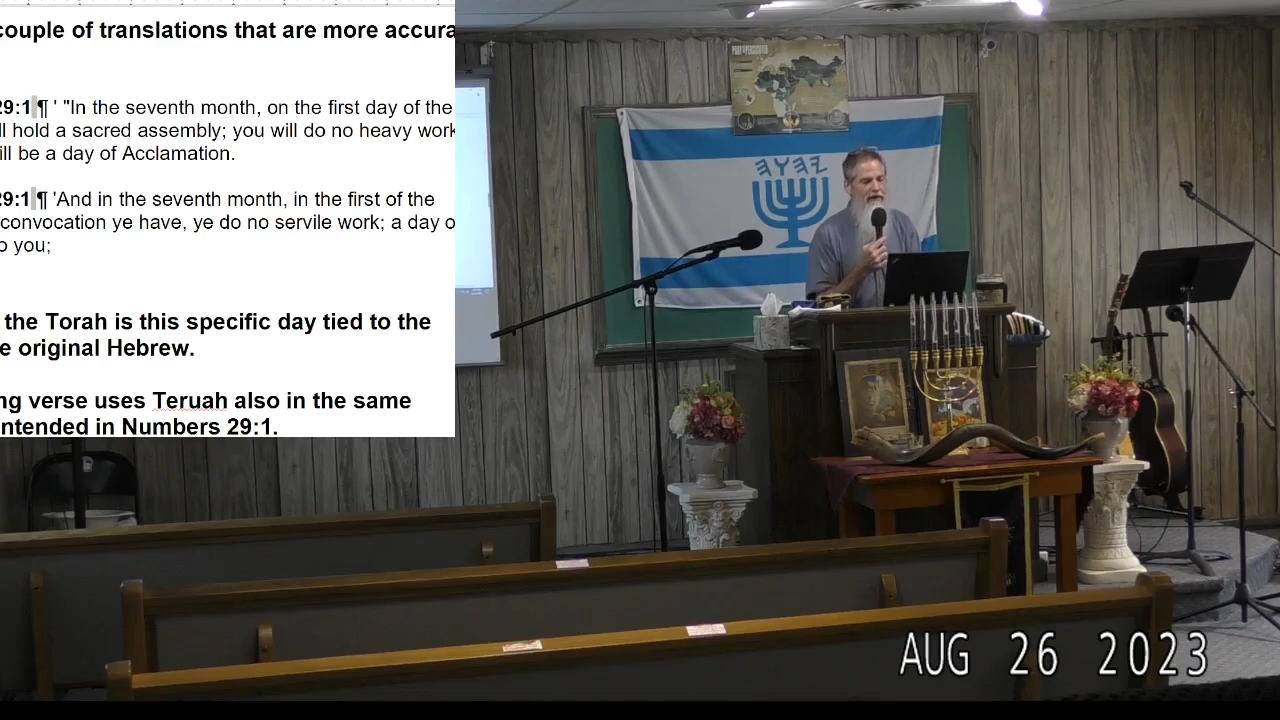 couple of translations that are more accura
29:1 ¶ ' "In the seventh month, on the first day of the
ll hold a sacred assembly; you will do no heavy work
ill be a day of Acclamation.
29:1 ¶ 'And in the seventh month, in the first of the
convocation ye have, ye do no servile work; a day o
o you;
the Torah is this specific day tied to the
e original Hebrew.
ng verse uses Teruah also in the same
ntended in Numbers 29:1.
𐤉𐤄𐤅𐤄
AUG 26 2023